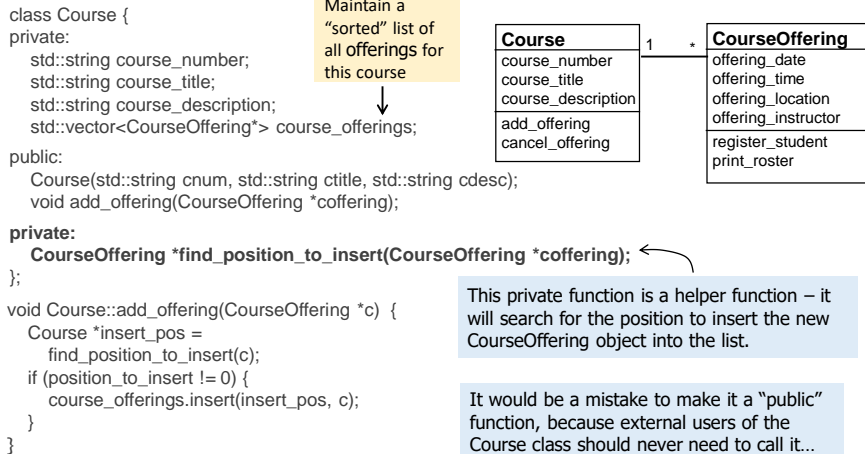 class Course {
private:
std::string course_number;
std::string course_title;
std::string course_description;
std::vector<CourseOffering*> course_offerings;
public:
Course(std::string cnum, std::string ctitle, std::string cdesc);
void add_offering(CourseOffering *coffering);
private:
CourseOffering *find_position_to_insert(CourseOffering *coffering);
};
void Course::add_offering(CourseOffering *c) {
Course *insert_pos =
find_position_to_insert(c);
if (position_to_insert != 0) {
course_offerings.insert(insert_pos, c);
}
}
Maintain a
“sorted” list of
all offerings for
this course
Course
course_number
course_title
course_description
add_offering
cancel_offering
1 *
CourseOffering
offering_date
offering_time
offering_location
offering_instructor
register_student
print_roster
This private function is a helper function – it
will search for the position to insert the new
CourseOffering object into the list.
It would be a mistake to make it a “public”
function, because external users of the
Course class should never need to call it…